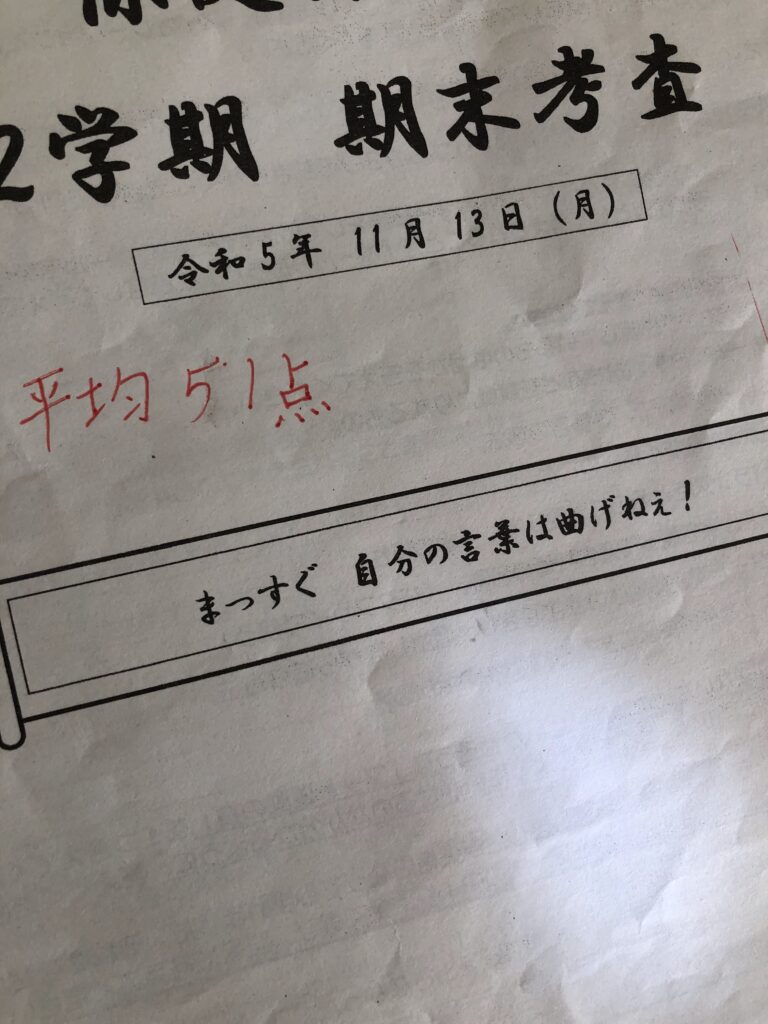 2学期 期末考査
令和5年 11月 13日 (月)
平均 51点
まっすぐ 自分の言葉は曲げねぇ!